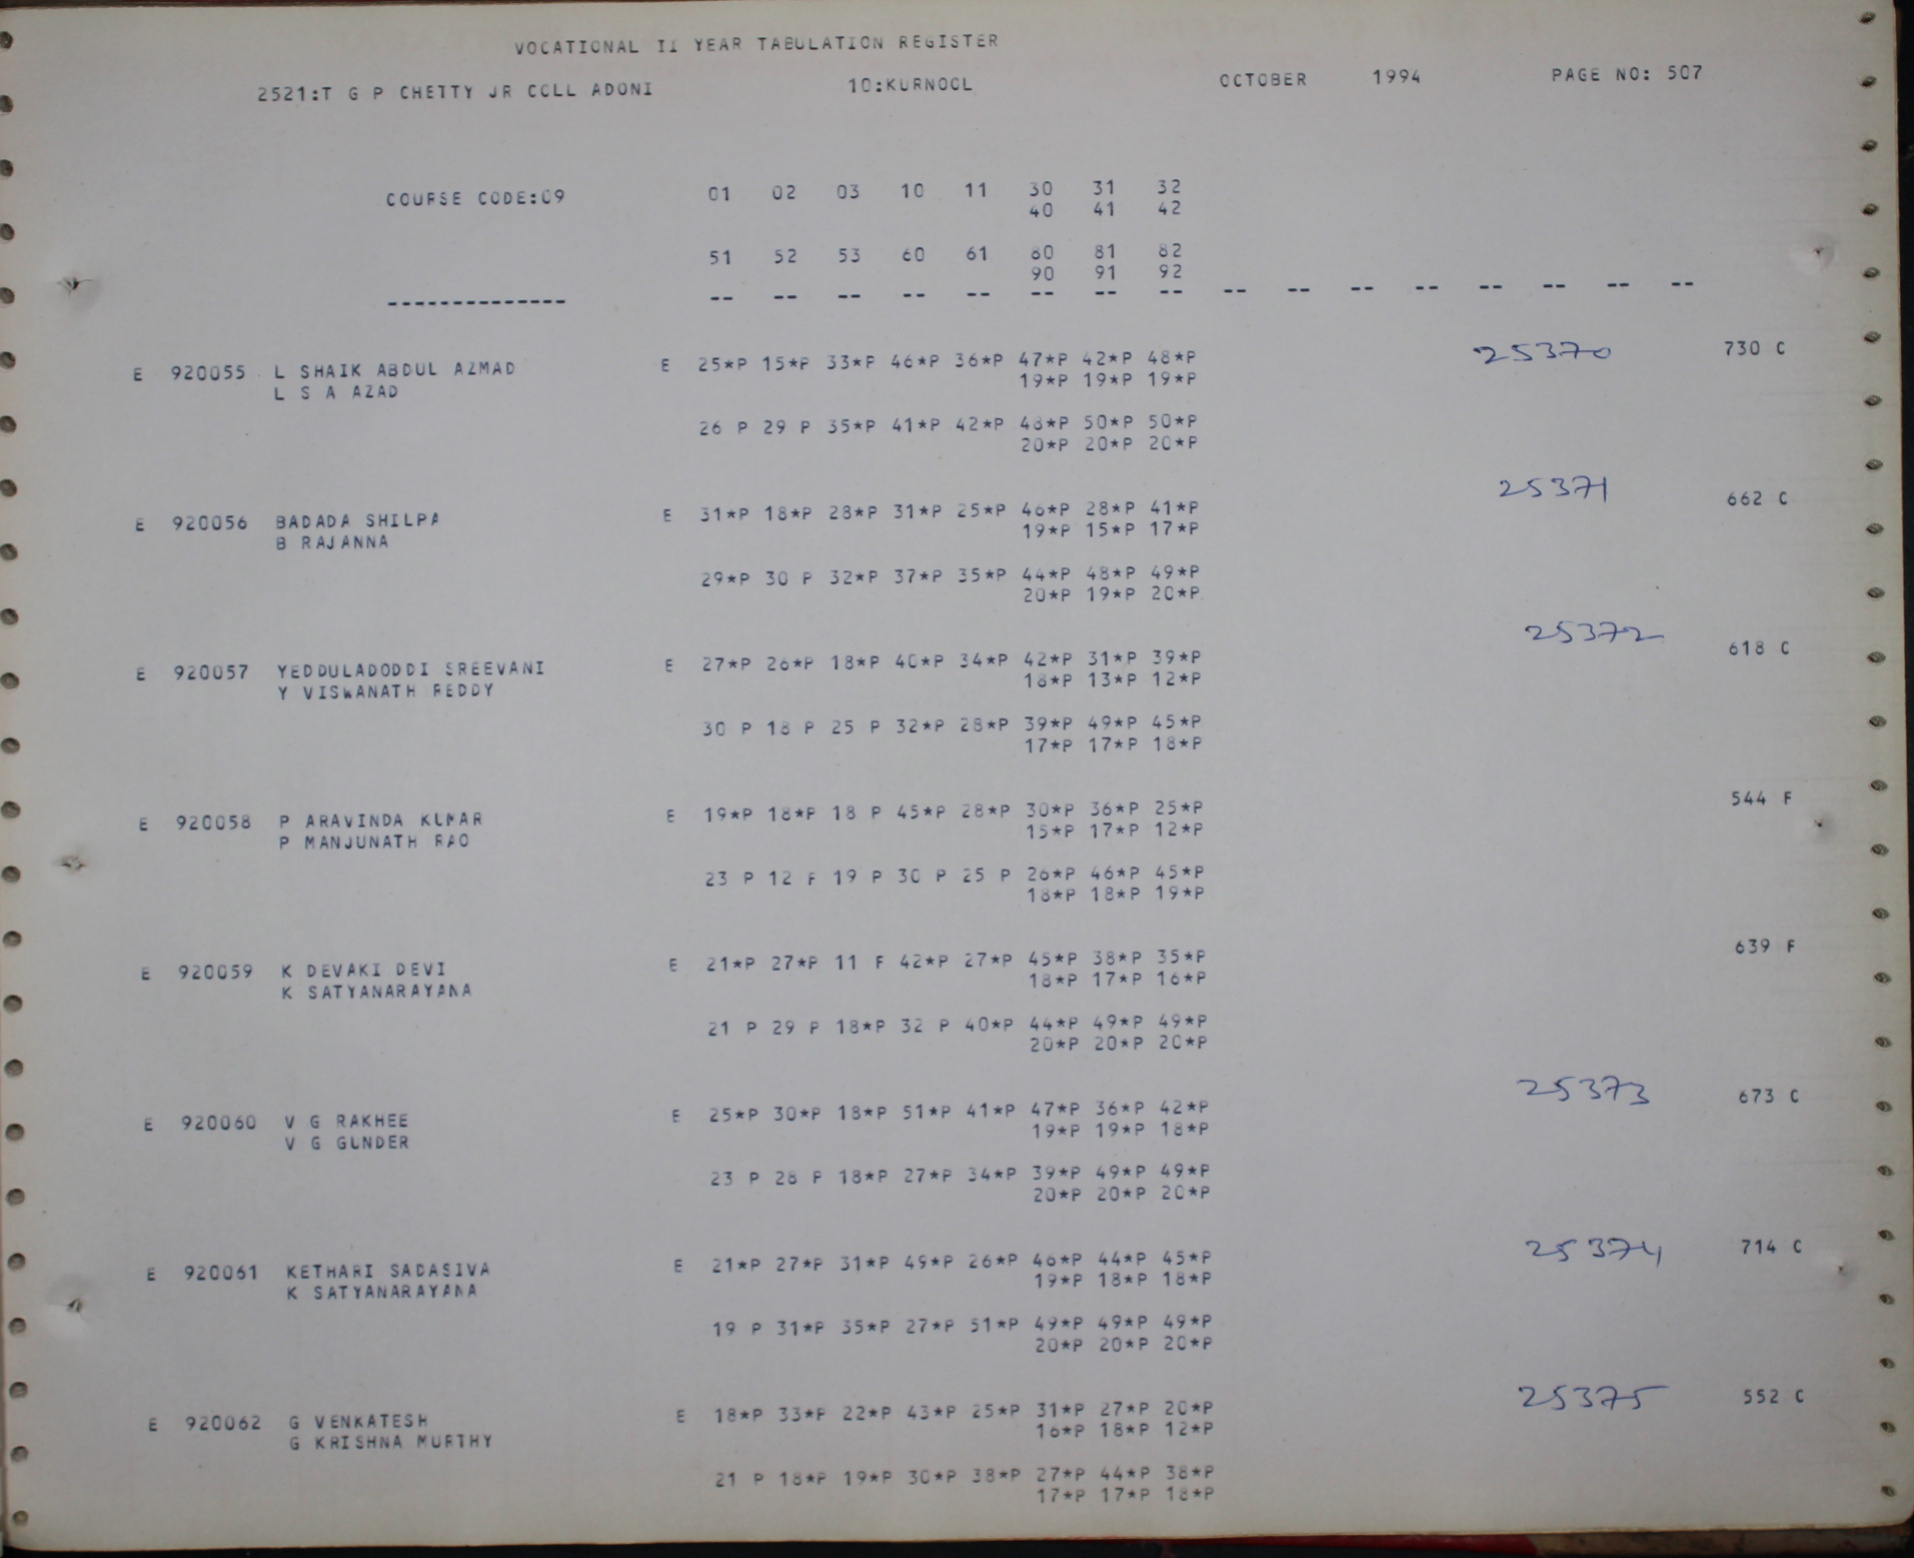 VOCATIONAL II YEAR TABULATION REGISTER
2521:T G P CHETTY JR COLL ADONI 10:KURNOOL OCTOBER 1994 PAGE NO: 507
COURSE CODE:09 01 02 03 10 11 30 31 32
40 41 42
51 52 53 60 61 80 81 82
90 91 92
-------------- -- -- -- -- -- -- -- -- -- -- -- -- -- -- -- --
25370 730 C
E 920055 L SHAIK ABDUL AZMAD E 25*P 15*P 33*P 46*P 36*P 47*P 42*P 48*P
L S A AZAD 19*P 19*P 19*P
26 P 29 P 35*P 41*P 42*P 48*P 50*P 50*P
20*P 20*P 20*P
25371 662 C
E 920056 BADADA SHILPA E 31*P 18*P 28*P 31*P 25*P 46*P 28*P 41*P
B RAJANNA 19*P 15*P 17*P
29*P 30 P 32*P 37*P 35*P 44*P 48*P 49*P
20*P 19*P 20*P
25372 618 C
E 920057 YEDDULADODDI SREEVANI E 27*P 26*P 18*P 40*P 34*P 42*P 31*P 39*P
Y VISWANATH REDDY 18*P 13*P 12*P
30 P 18 P 25 P 32*P 28*P 39*P 49*P 45*P
17*P 17*P 18*P
544 F
E 920058 P ARAVINDA KUMAR E 19*P 18*P 18 P 45*P 28*P 30*P 36*P 25*P
P MANJUNATH RAO 15*P 17*P 12*P
23 P 12 F 19 P 30 P 25 P 26*P 46*P 45*P
18*P 18*P 19*P
639 F
E 920059 K DEVAKI DEVI E 21*P 27*P 11 F 42*P 27*P 45*P 38*P 35*P
K SATYANARAYANA 18*P 17*P 16*P
21 P 29 P 18*P 32 P 40*P 44*P 49*P 49*P
20*P 20*P 20*P
25373 673 C
E 920060 V G RAKHEE E 25*P 30*P 18*P 51*P 41*P 47*P 36*P 42*P
V G GUNDER 19*P 19*P 18*P
23 P 28 P 18*P 27*P 34*P 39*P 49*P 49*P
20*P 20*P 20*P
25374 714 C
E 920061 KETHARI SADASIVA E 21*P 27*P 31*P 49*P 26*P 46*P 44*P 45*P
K SATYANARAYANA 19*P 18*P 18*P
19 P 31*P 35*P 27*P 51*P 49*P 49*P 49*P
20*P 20*P 20*P
25375 552 C
E 920062 G VENKATESH E 18*P 33*P 22*P 43*P 25*P 31*P 27*P 20*P
G KRISHNA MURTHY 16*P 18*P 12*P
21 P 18*P 19*P 30*P 38*P 27*P 44*P 38*P
17*P 17*P 18*P